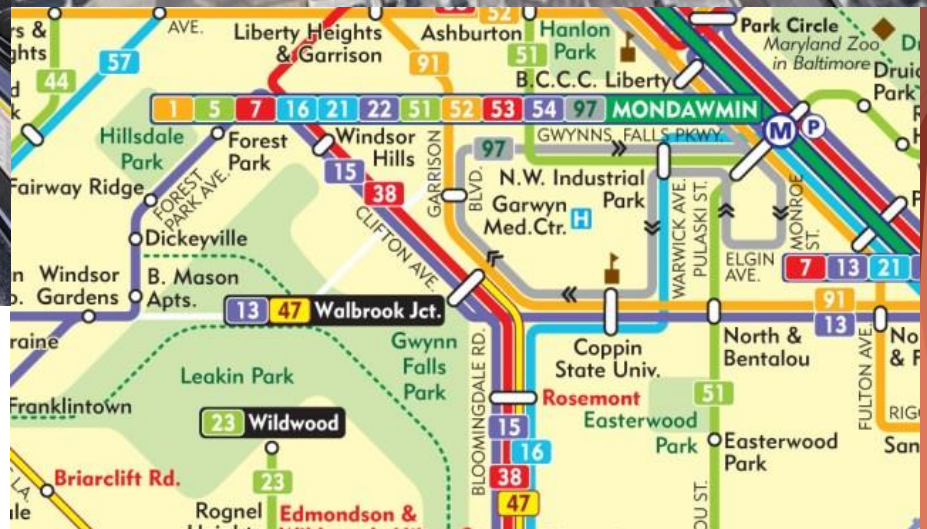 52
Park Circle
Maryland Zoo
in Baltimore
AVE.
Liberty Heights
& Garrison
Ashburton
Hanlon
Park
57
44
91
51
B.C.C.C. Liberty
Park
1 5 7 16 21 22 51 52 53 54 97 MONDAWMIN
M P
Hillsdale
Park
Forest
Park
Windsor
Hills
15
38
GARRISON
BLVD.
97
GWYNNS FALLS PKWY.
N.W. Industrial
Park
Garwyn
Med.Ctr. H
WARWICK AVE.
PULASKI ST.
MONROE
ST.
ELGIN
AVE.
Fairway Ridge
FOREST
PARK AVE.
Dickeyville
CLIFTON AVE.
7 13 21
Windsor
Gardens
B. Mason
Apts.
13 47 Walbrook Jct.
91
13
Coppin
State Univ.
North &
Bentalou
FULTON AVE.
Gwynn
Falls
Park
Leakin Park
BLOOMINGDALE RD.
Franklintown
23 Wildwood
Rosemont
51
Easterwood
Park
15
16
38
47
Easterwood
Park
San
Briarclift Rd.
23
Rognel
Edmondson &